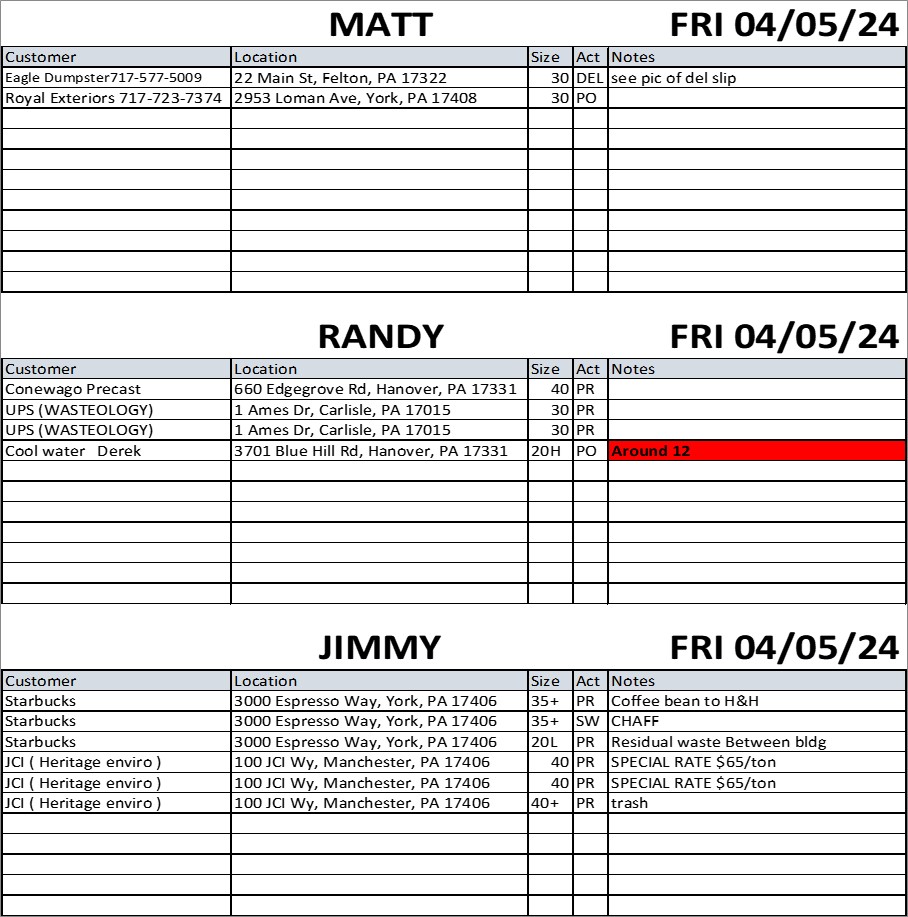 MATT FRI 04/05/24
Customer Location Size Act Notes
Eagle Dumpster717-577-5009 22 Main St, Felton, PA 17322 30 DEL see pic of del slip
Royal Exteriors 717-723-7374 2953 Loman Ave, York, PA 17408 30 PO
RANDY FRI 04/05/24
Customer Location Size Act Notes
Conewago Precast 660 Edgegrove Rd, Hanover, PA 17331 40 PR
UPS (WASTEOLOGY) 1 Ames Dr, Carlisle, PA 17015 30 PR
UPS (WASTEOLOGY) 1 Ames Dr, Carlisle, PA 17015 30 PR
Cool water Derek 3701 Blue Hill Rd, Hanover, PA 17331 20H PO Around 12
JIMMY FRI 04/05/24
Customer Location Size Act Notes
Starbucks 3000 Espresso Way, York, PA 17406 35+ PR Coffee bean to H&H
Starbucks 3000 Espresso Way, York, PA 17406 35+ SW CHAFF
Starbucks 3000 Espresso Way, York, PA 17406 20L PR Residual waste Between bldg
JCI ( Heritage enviro ) 100 JCI Wy, Manchester, PA 17406 40 PR SPECIAL RATE $65/ton
JCI ( Heritage enviro ) 100 JCI Wy, Manchester, PA 17406 40 PR SPECIAL RATE $65/ton
JCI ( Heritage enviro ) 100 JCI Wy, Manchester, PA 17406 40+ PR trash